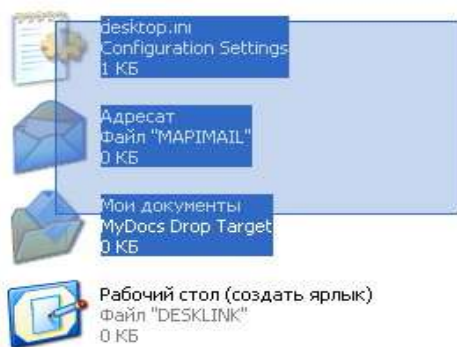 desktop.ini
Configuration Settings
1 КБ
Адресат
Файл "MAPIMAIL"
0 КБ
Мои документы
MyDocs Drop Target
0 КБ
Рабочий стол (создать ярлык)
Файл "DESKLINK"
0 КБ